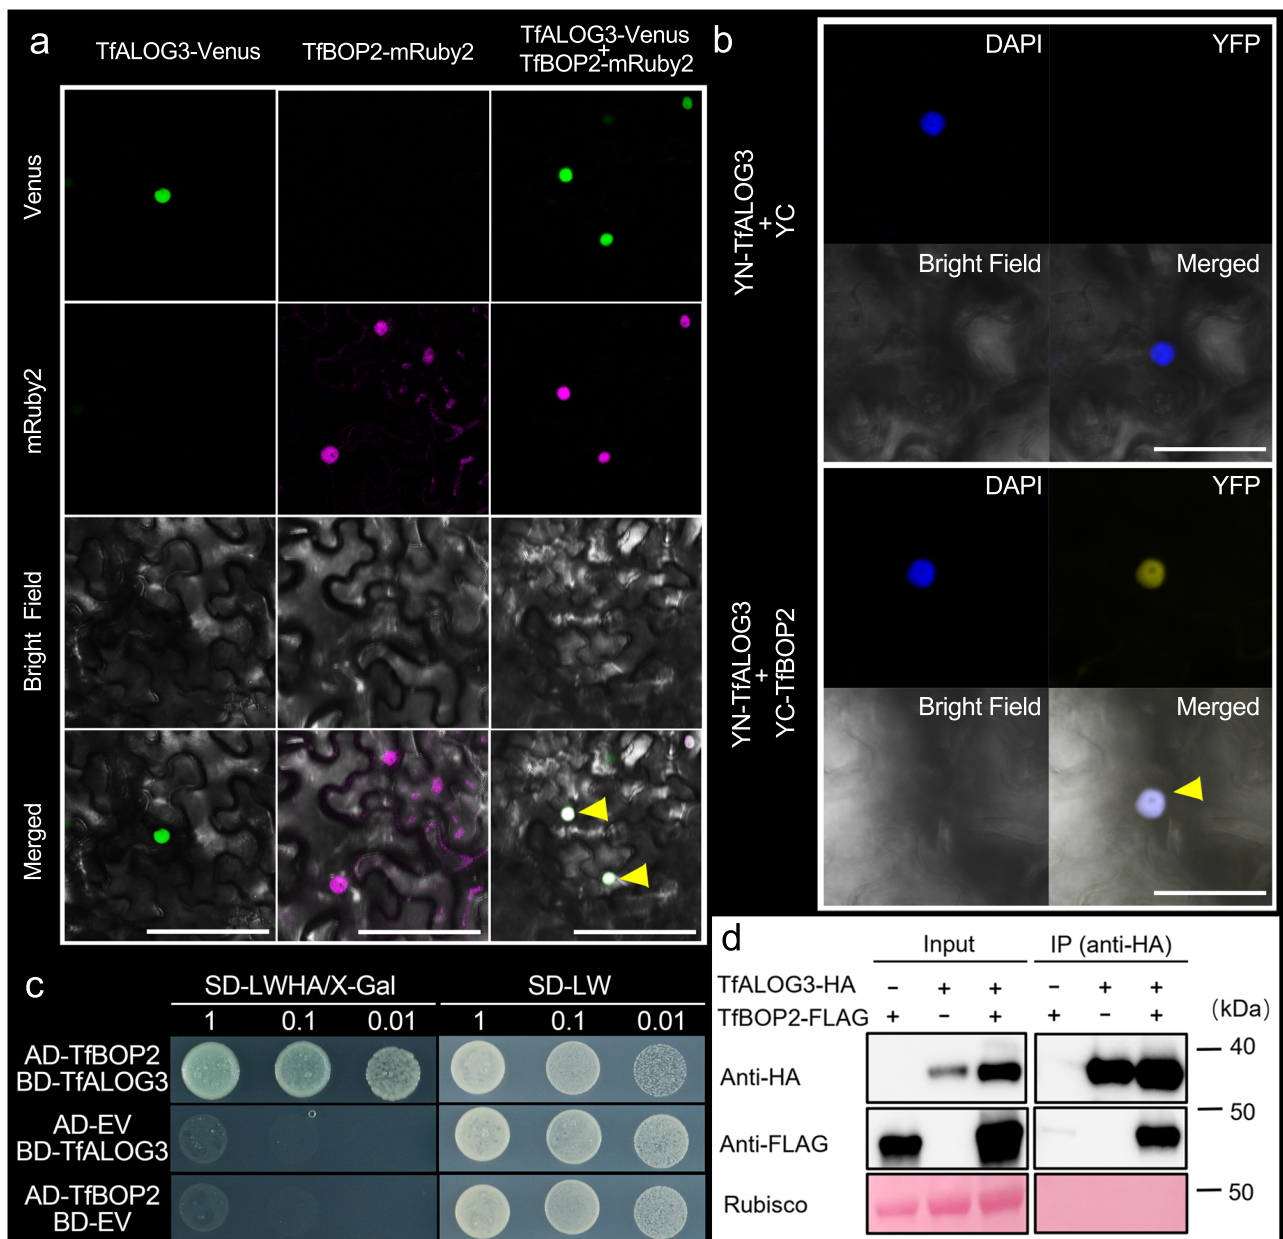 a
TfALOG3-Venus
TfBOP2-mRuby2
TfALOG3-Venus
+
TfBOP2-mRuby2
Venus
mRuby2
Bright Field
Merged
b
YN-TfALOG3
+
YC
DAPI
YFP
Bright Field
Merged
YN-TfALOG3
+
YC-TfBOP2
DAPI
YFP
Bright Field
Merged
c
SD-LWHA/X-Gal
SD-LW
1 0.1 0.01 1 0.1 0.01
AD-TfBOP2
BD-TfALOG3
AD-EV
BD-TfALOG3
AD-TfBOP2
BD-EV
d
Input
IP (anti-HA)
TfALOG3-HA − + + − + +
TfBOP2-FLAG + − + + − +
(kDa)
Anti-HA
40
Anti-FLAG
50
Rubisco
50